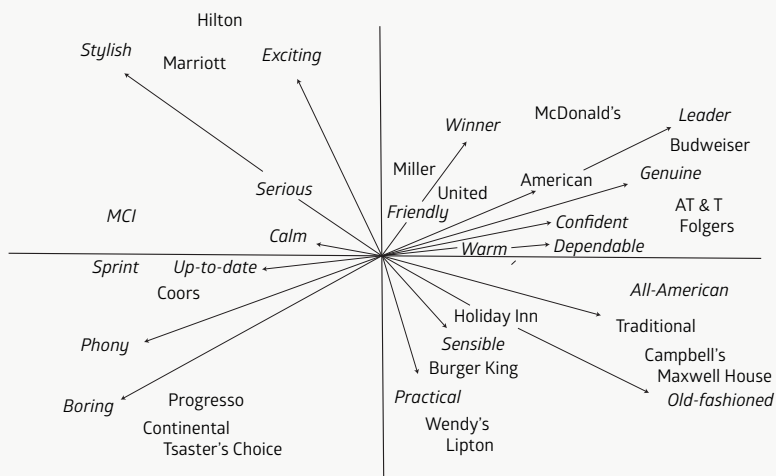 Hilton
Stylish
Exciting
Marriott
McDonald's
Leader
Winner
Budweiser
Miller
Genuine
American
Serious
United
AT & T
MCI
Friendly
Confident
Folgers
Calm
Warm
Dependable
Sprint
Up-to-date
Coors
All-American
Holiday Inn
Traditional
Phony
Sensible
Campbell's
Burger King
Maxwell House
Progresso
Practical
Old-fashioned
Boring
Continental
Wendy's
Tsaster's Choice
Lipton